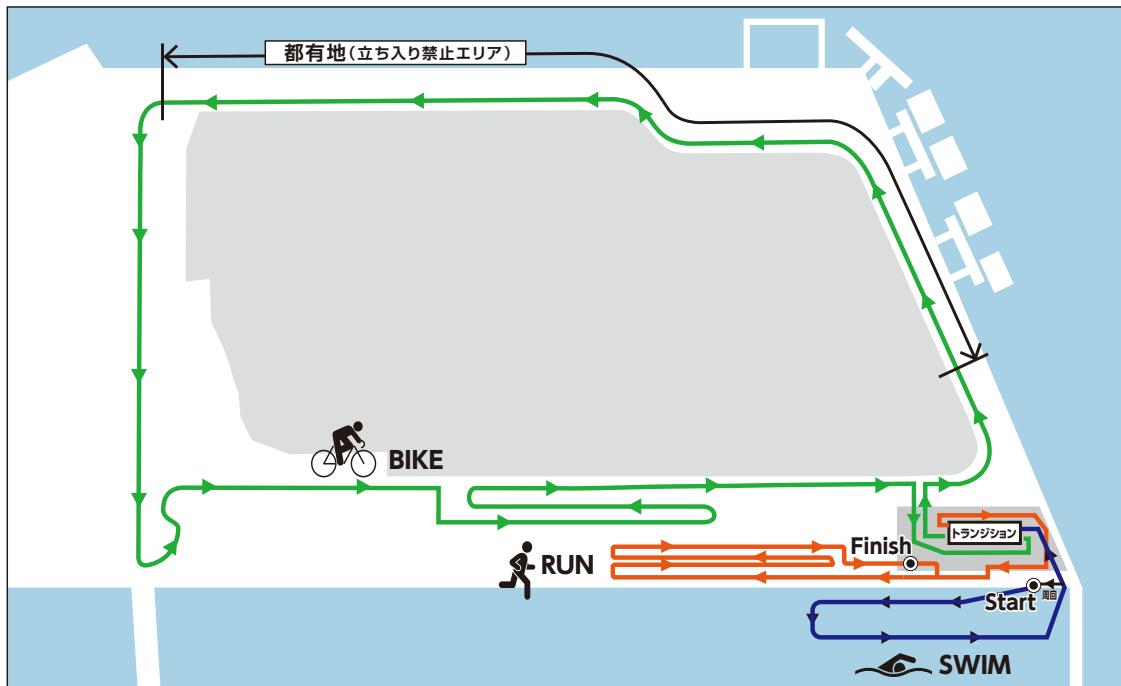 都有地(立ち入り禁止エリア)
BIKE
トランジション
Finish
RUN
Start
周回
SWIM